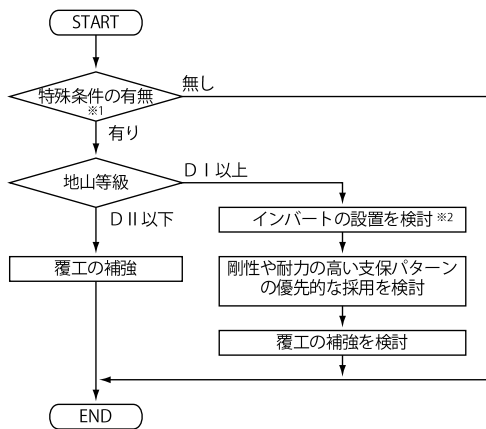 START
特殊条件の有無
※1
無し
有り
地山等級
DⅠ以上
DⅡ以下
インバートの設置を検討 ※2
覆工の補強
剛性や耐力の高い支保パターン
の優先的な採用を検討
覆工の補強を検討
END